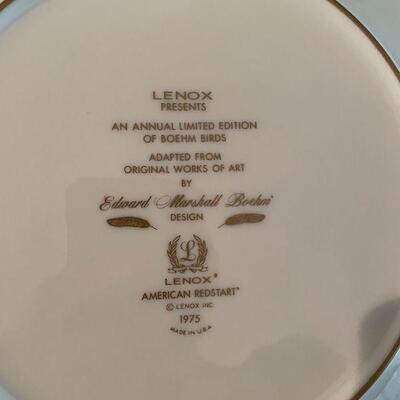 LENOX
PRESENTS
AN ANNUAL LIMITED EDITION
OF BOEHM BIRDS
ADAPTED FROM
ORIGINAL WORKS OF ART
BY
Edward Marshall Boehm
DESIGN
L
LENOX®
AMERICAN REDSTART
© LENOX INC.
1975
MADE IN U.S.A.